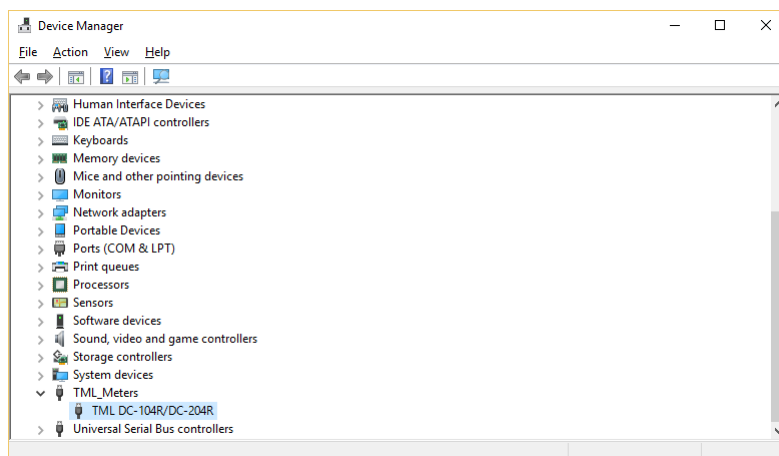 Device Manager
File Action View Help
Human Interface Devices
IDE ATA/ATAPI controllers
Keyboards
Memory devices
Mice and other pointing devices
Monitors
Network adapters
Portable Devices
Ports (COM & LPT)
Print queues
Processors
Sensors
Software devices
Sound, video and game controllers
Storage controllers
System devices
TML_Meters
TML DC-104R/DC-204R
Universal Serial Bus controllers